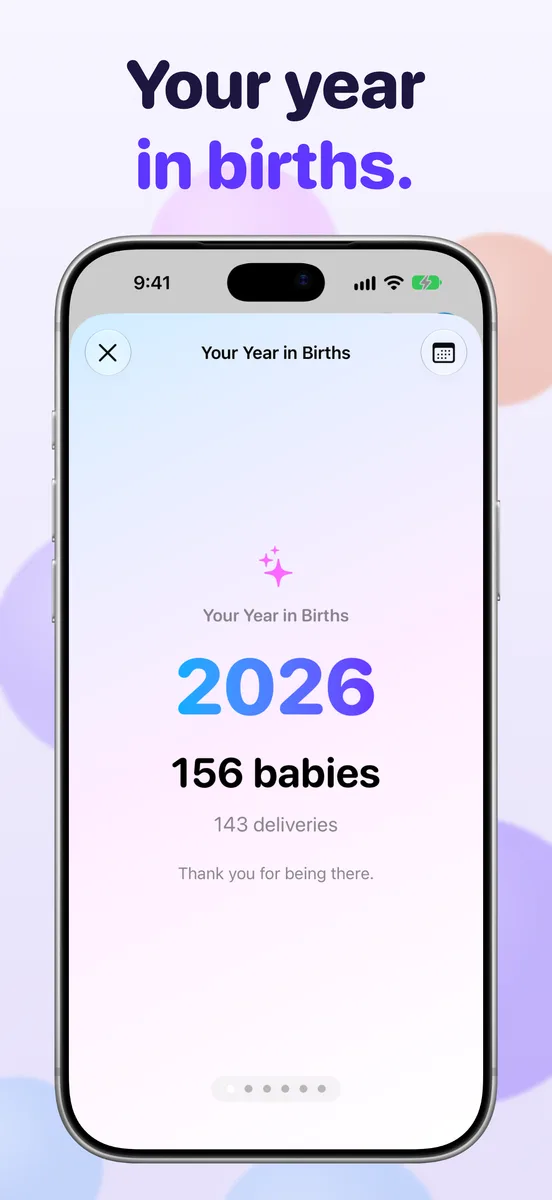 Your year
in births.
9:41
Your Year in Births
Your Year in Births
2026
156 babies
143 deliveries
Thank you for being there.